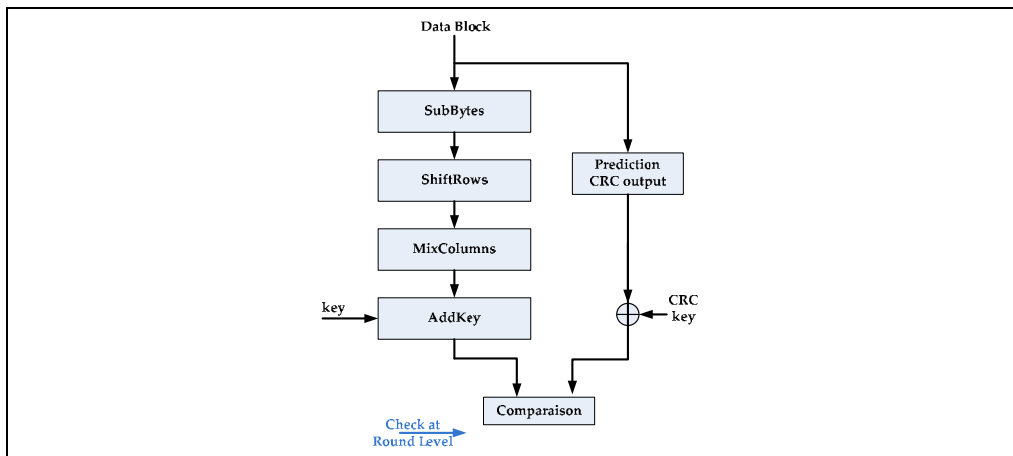 Data Block
SubBytes
Prediction
CRC output
ShiftRows
MixColumns
key
AddKey
CRC
key
Comparaison
Check at
Round Level